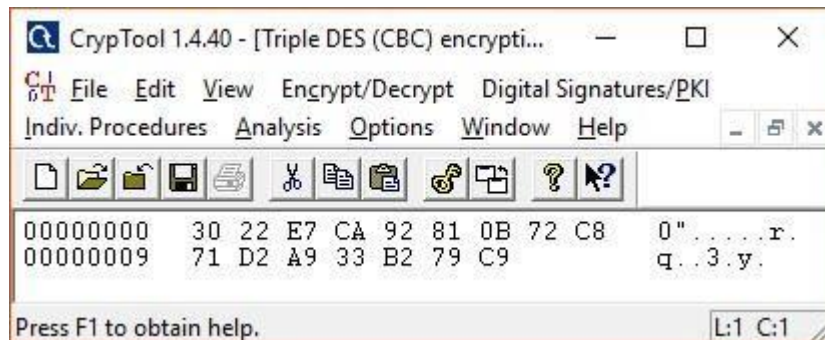 CrypTool 1.4.40 - [Triple DES (CBC) encrypti...
File Edit View Encrypt/Decrypt Digital Signatures/PKI
Indiv. Procedures Analysis Options Window Help
00000000 30 22 E7 CA 92 81 0B 72 C8 0".....r.
00000009 71 D2 A9 33 B2 79 C9 q..3.y.
Press F1 to obtain help. L:1 C:1